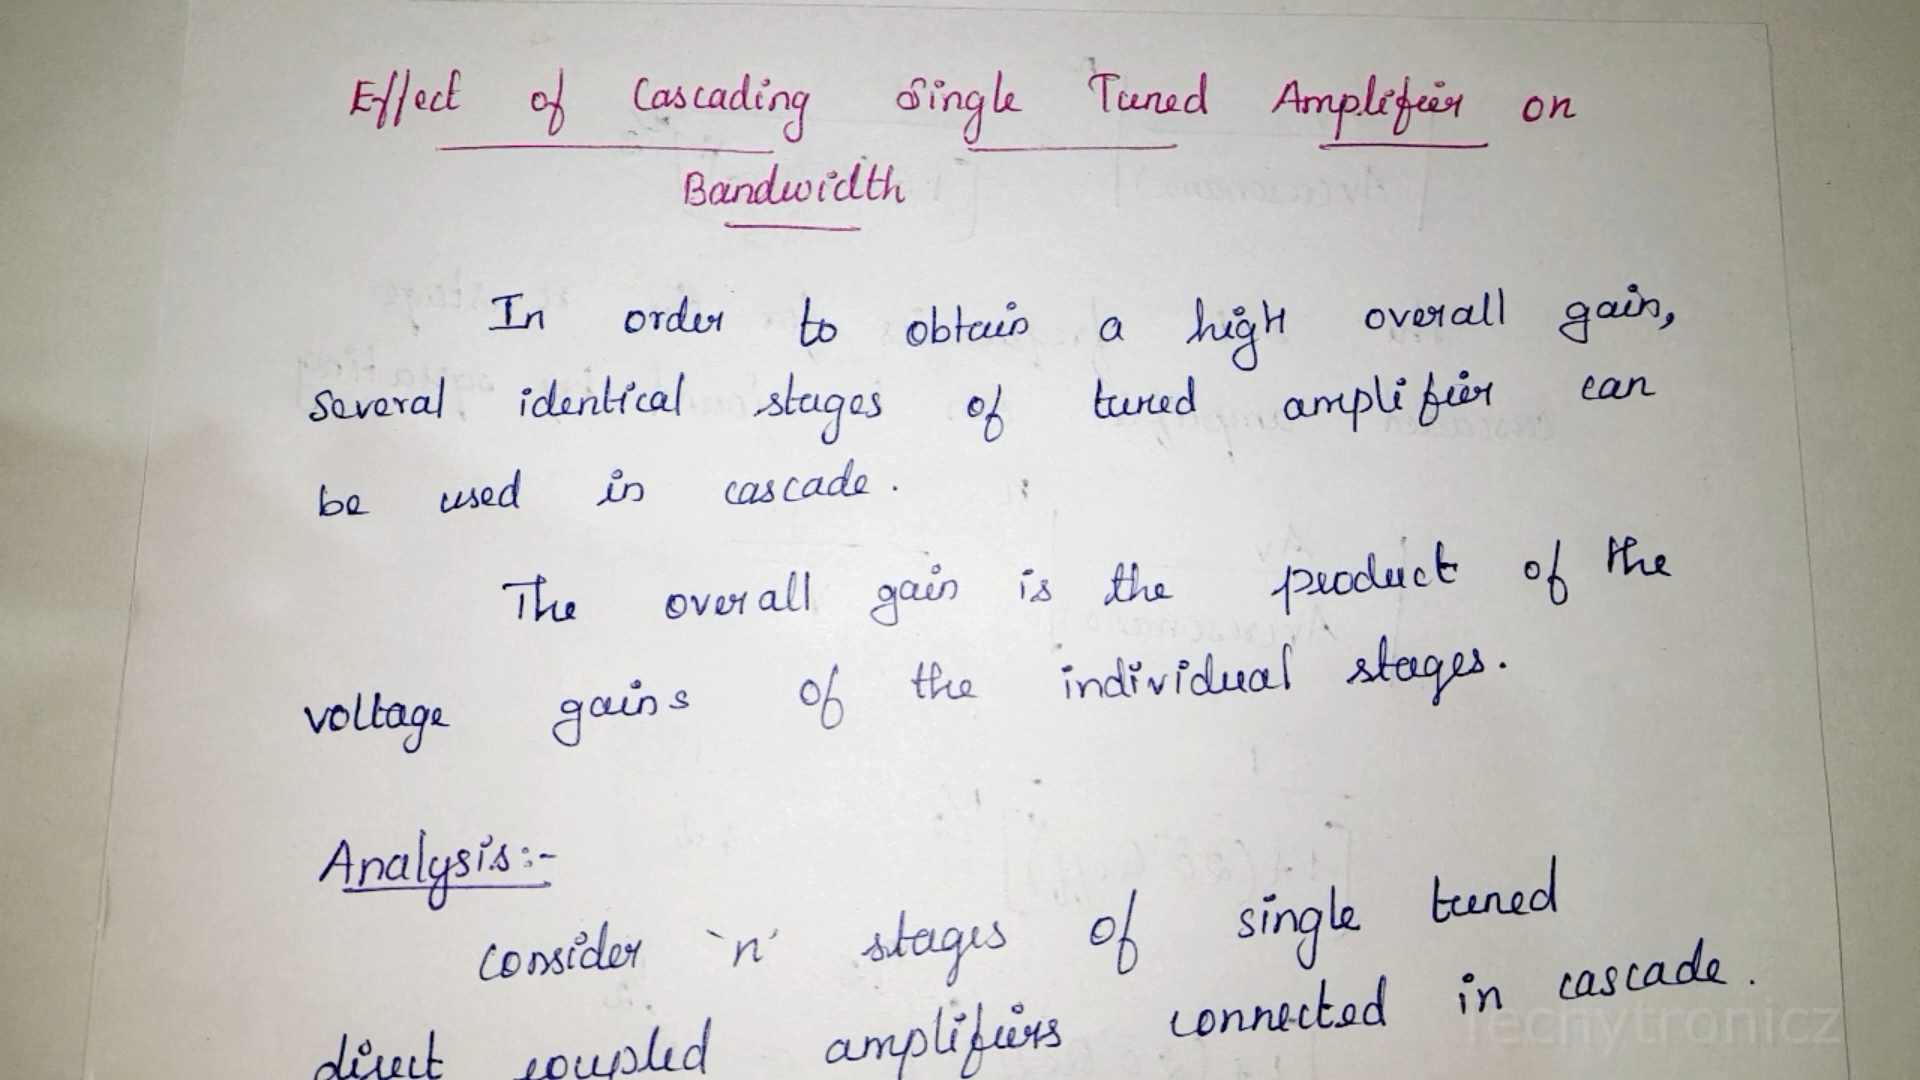 Effect of Cascading Single Tuned Amplifier on
Bandwidth
In order to obtain a high overall gain,
several identical stages of tuned amplifier can
be used in cascade.
The overall gain is the product of the
voltage gains of the individual stages.
Analysis:-
Consider `n' stages of single tuned
direct coupled amplifiers connected in cascade.
Techytronicz